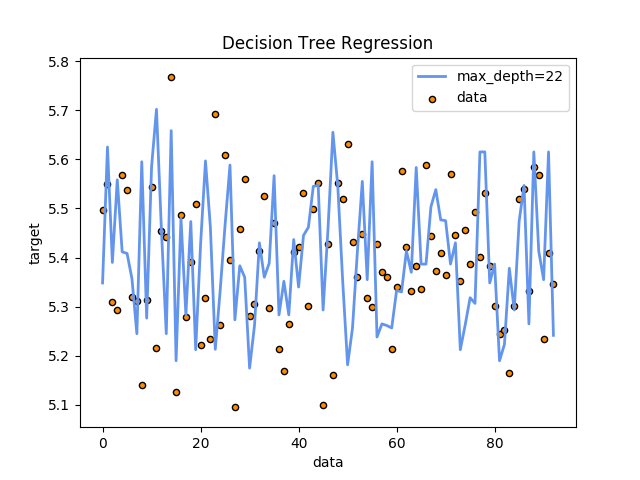 Decision Tree Regression
max_depth=22
data
5.8
5.7
5.6
5.5
5.4
5.3
5.2
5.1
target
0
20
40
60
80
data